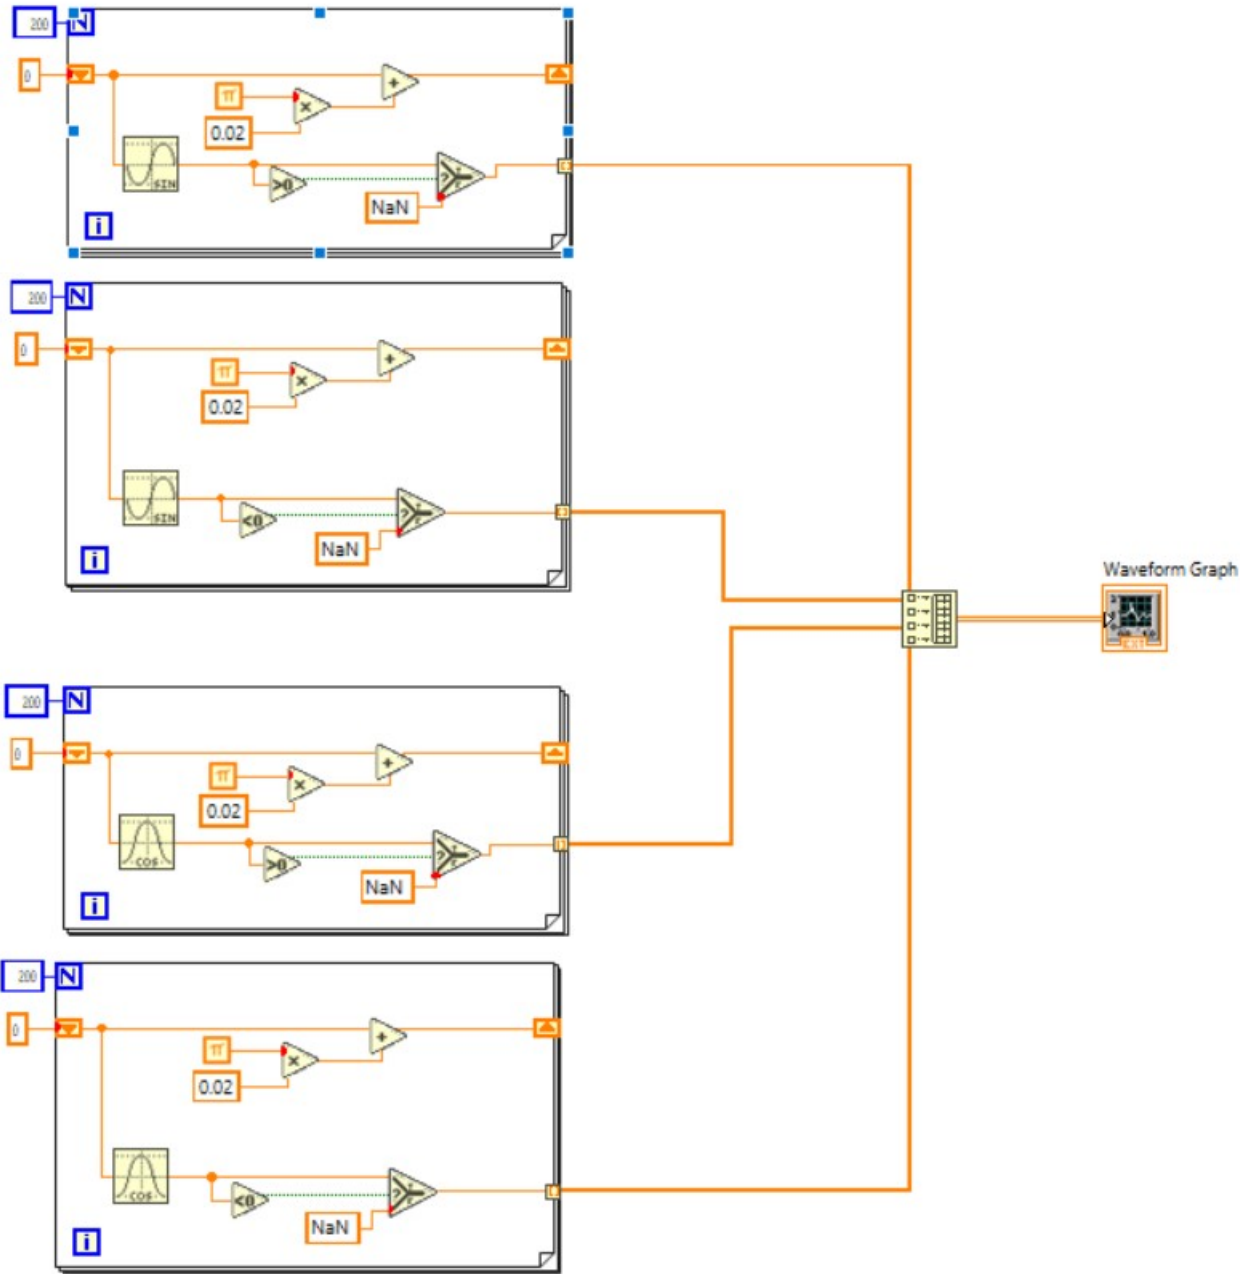 200 N
0
π
×
+
0.02
SIN
>0
?
NaN
i
200 N
0
π
×
+
0.02
SIN
<0
?
NaN
i
Waveform Graph
200 N
0
π
×
+
0.02
COS
>0
?
NaN
i
200 N
0
π
×
+
0.02
COS
<0
?
NaN
i